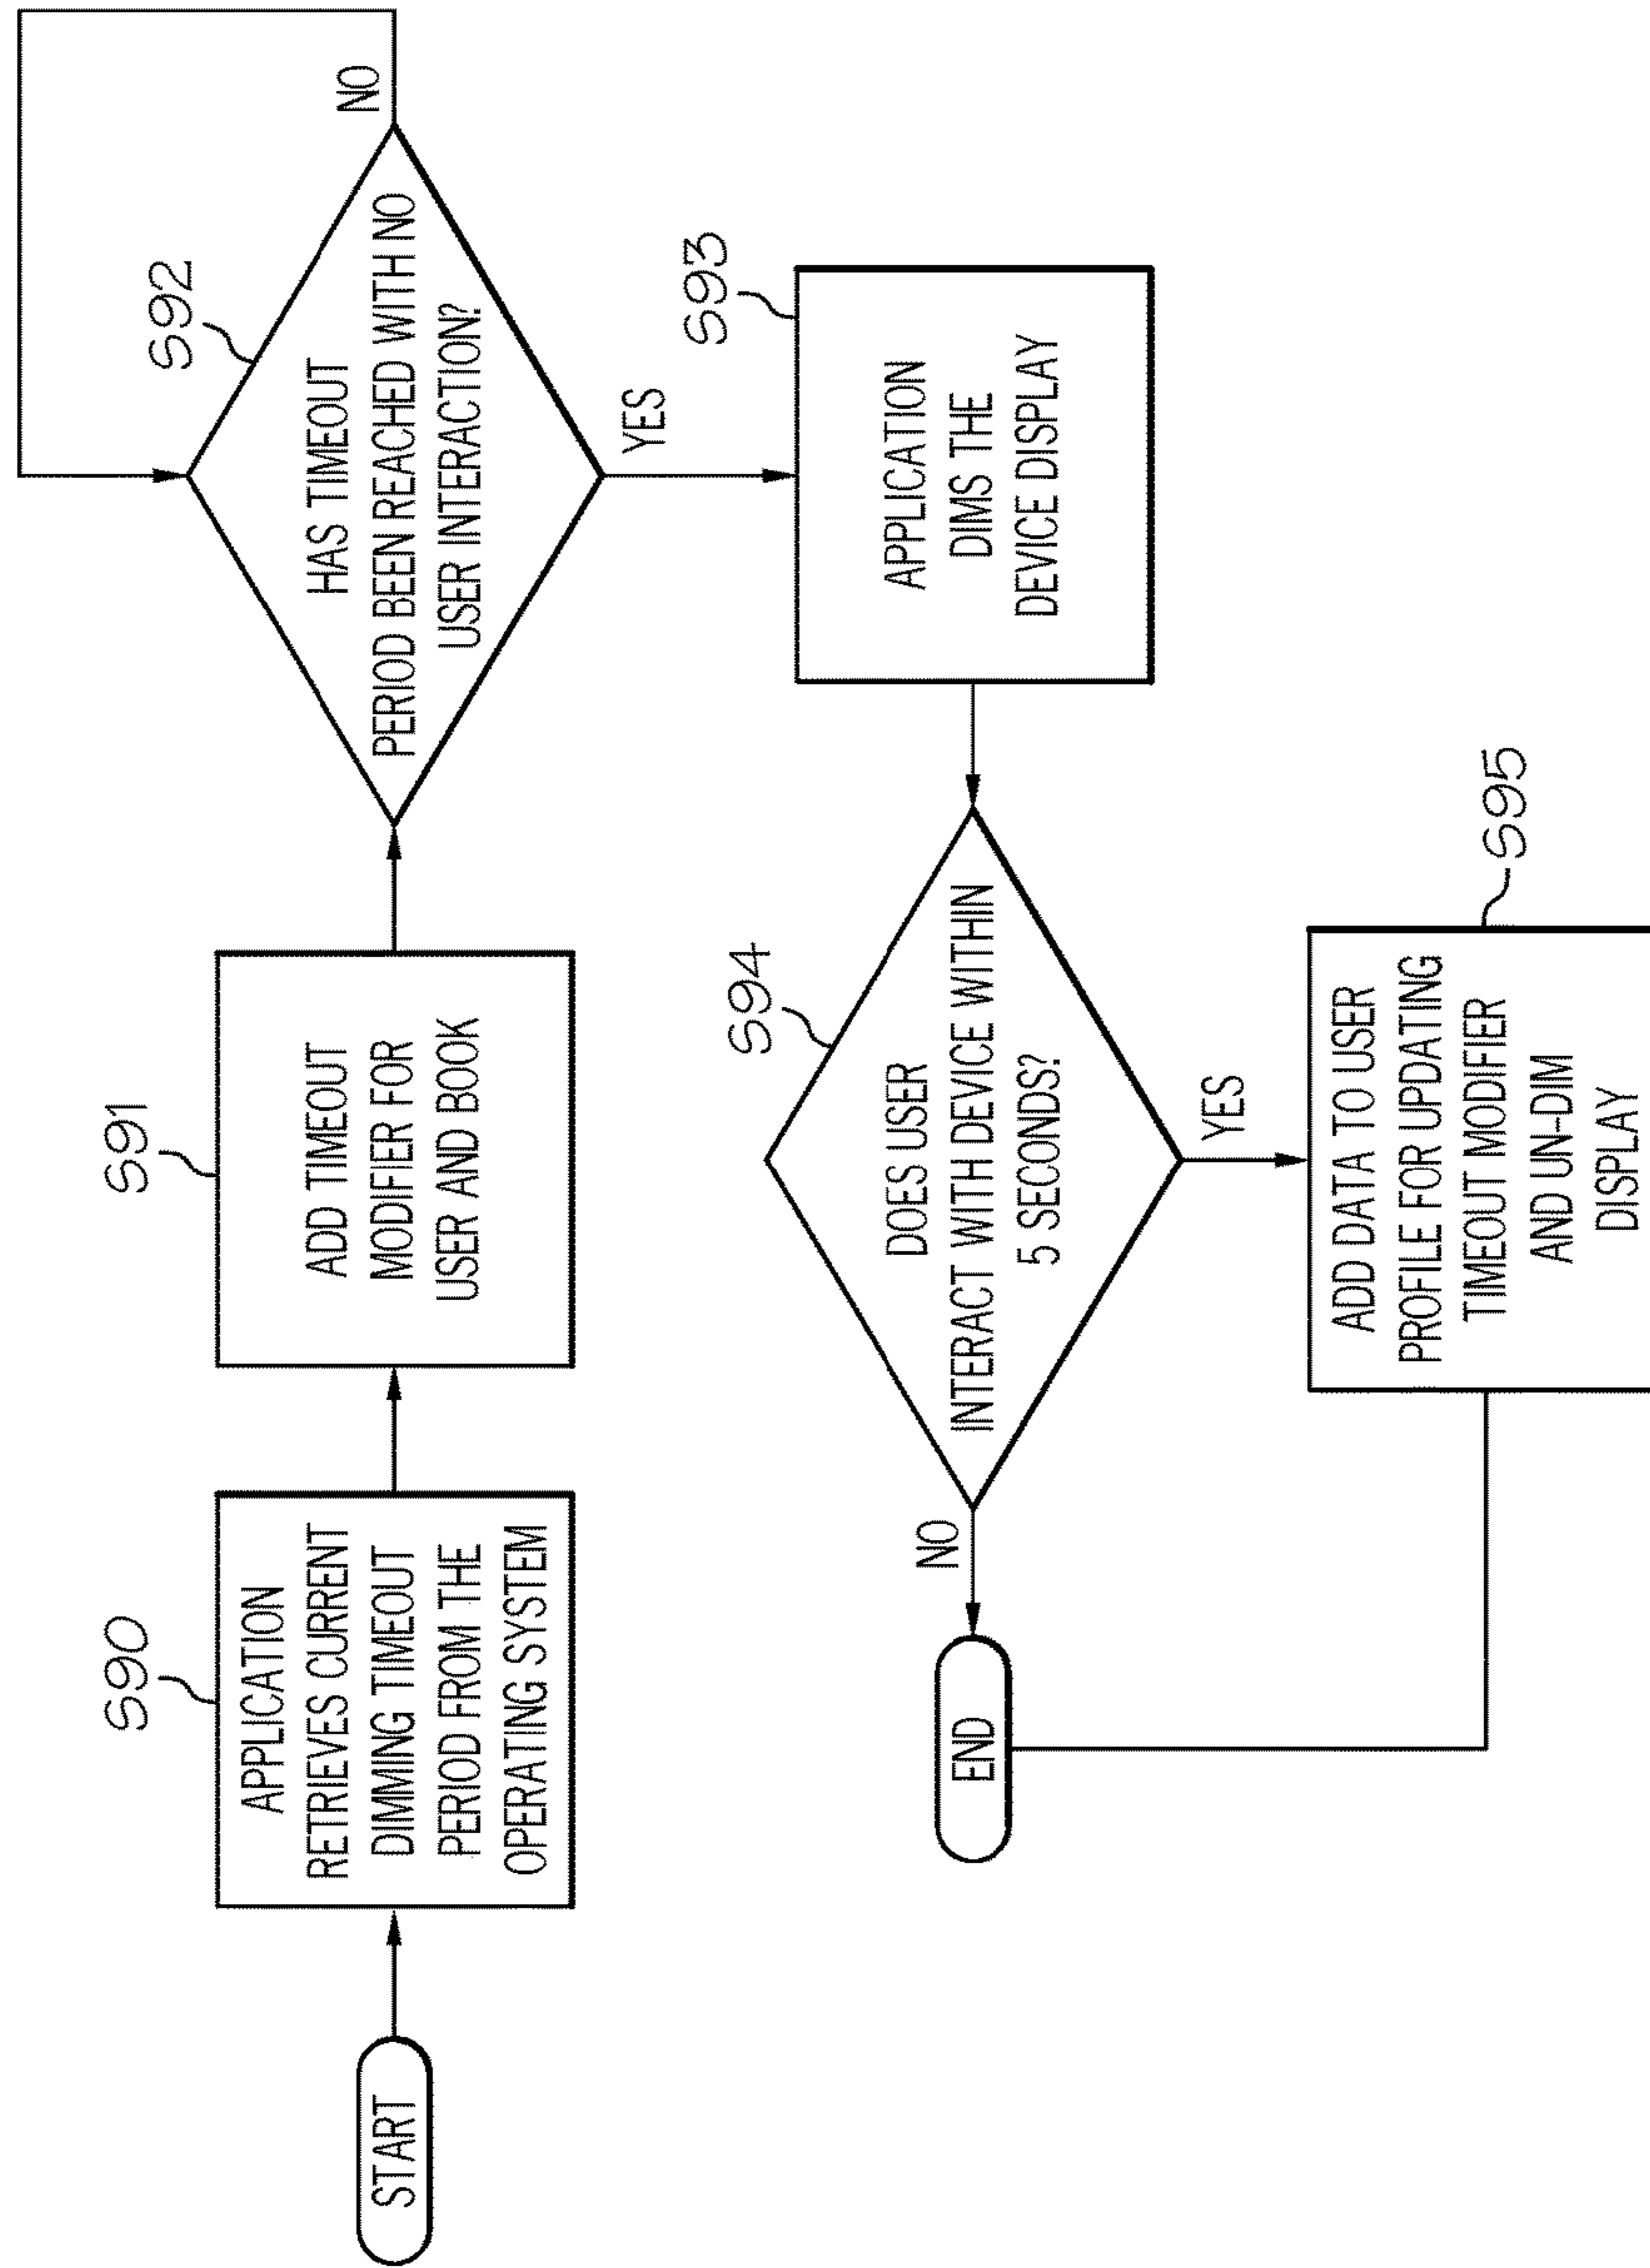 START
S90
APPLICATION
RETRIEVES CURRENT
DIMMING TIMEOUT
PERIOD FROM THE
OPERATING SYSTEM
S91
ADD TIMEOUT
MODIFIER FOR
USER AND BOOK
S92
HAS TIMEOUT
PERIOD BEEN REACHED WITH NO
USER INTERACTION?
NO
YES
S93
APPLICATION
DIMS THE
DEVICE DISPLAY
S94
DOES USER
INTERACT WITH DEVICE WITHIN
5 SECONDS?
NO
END
YES
S95
ADD DATA TO USER
PROFILE FOR UPDATING
TIMEOUT MODIFIER
AND UN-DIM
DISPLAY